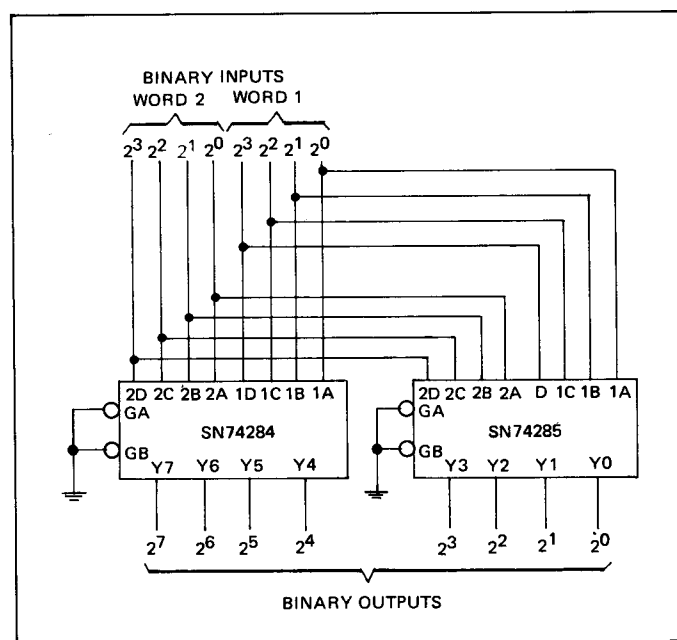 BINARY INPUTS
WORD 2 WORD 1
2³ 2² 2¹ 2⁰ 2³ 2² 2¹ 2⁰
2D 2C 2B 2A 1D 1C 1B 1A
GA
SN74284
GB
Y7 Y6 Y5 Y4
2D 2C 2B 2A D 1C 1B 1A
GA
SN74285
GB
Y3 Y2 Y1 Y0
2⁷ 2⁶ 2⁵ 2⁴ 2³ 2² 2¹ 2⁰
BINARY OUTPUTS